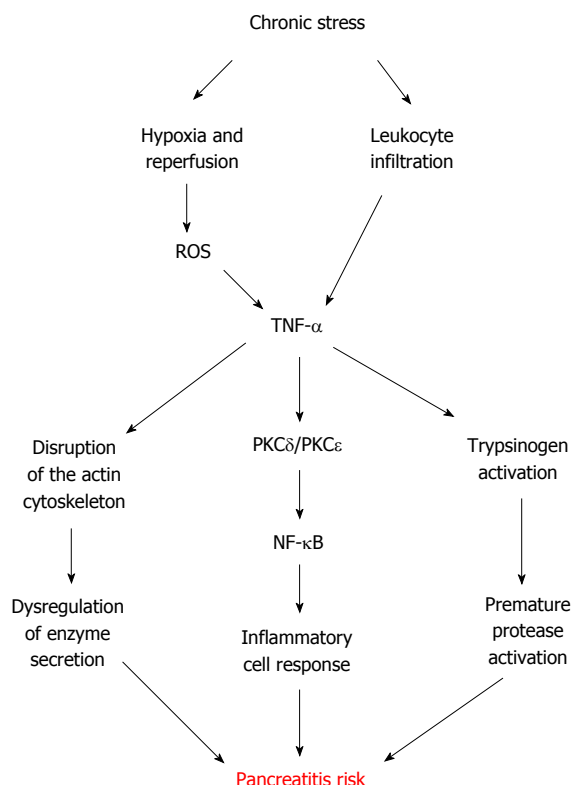 Chronic stress
Hypoxia and
reperfusion
Leukocyte
infiltration
ROS
TNF-α
Disruption
of the actin
cytoskeleton
PKCδ/PKCε
Trypsinogen
activation
NF-κB
Dysregulation
of enzyme
secretion
Inflammatory
cell response
Premature
protease
activation
Pancreatitis risk